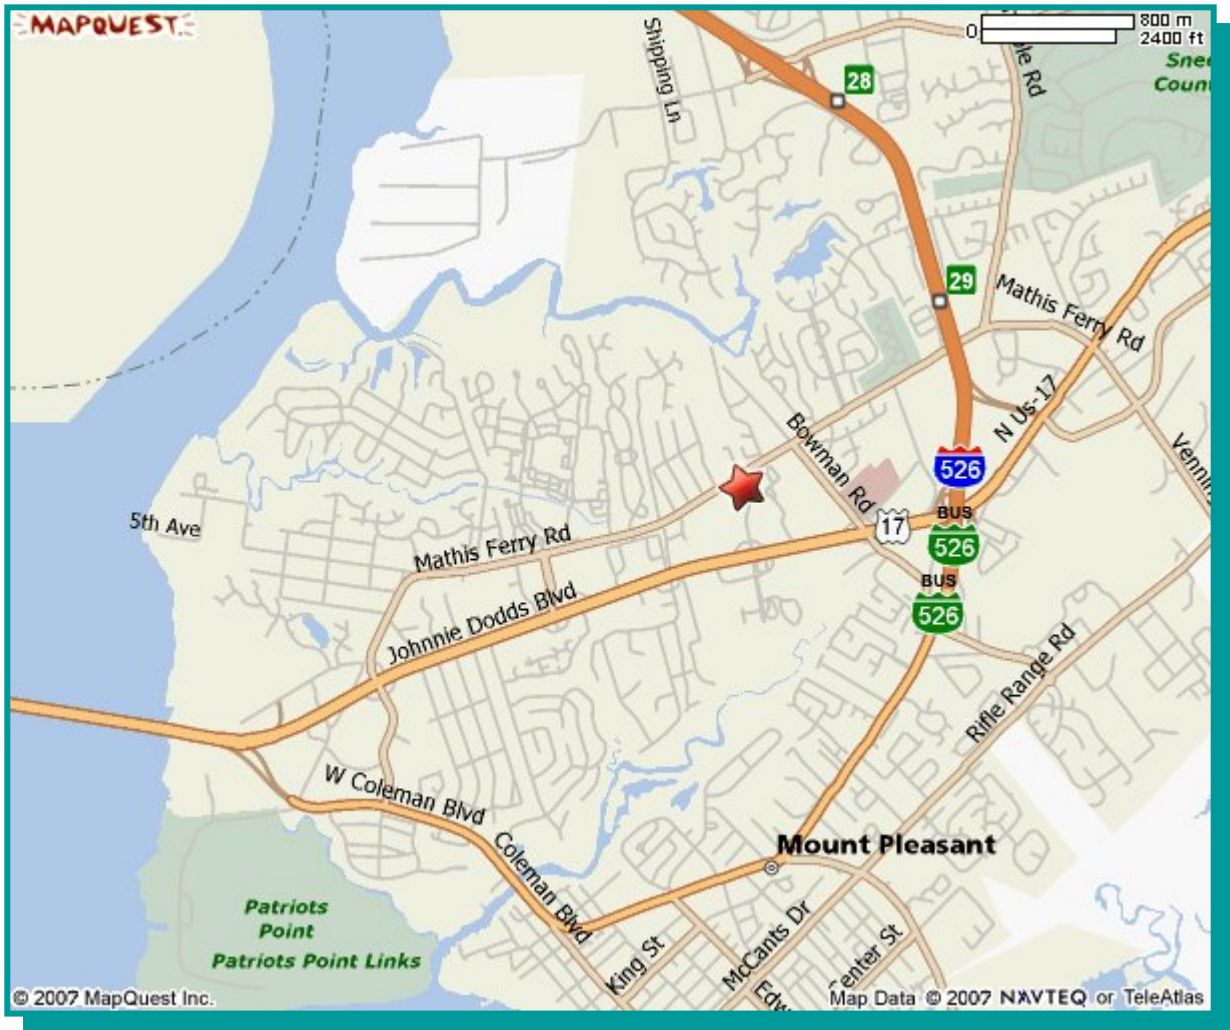 MAPQUEST
0
800 m
2400 ft
28
Shipping Ln
29
Mathis Ferry Rd
N Us-17
Bowman Rd
526
17
BUS
526
BUS
526
5th Ave
Mathis Ferry Rd
Johnnie Dodds Blvd
Rifle Range Rd
W Coleman Blvd
Coleman Blvd
Mount Pleasant
Patriots
Point
Patriots Point Links
King St
McCants Dr
© 2007 MapQuest Inc.
Map Data © 2007 NAVTEQ or TeleAtlas